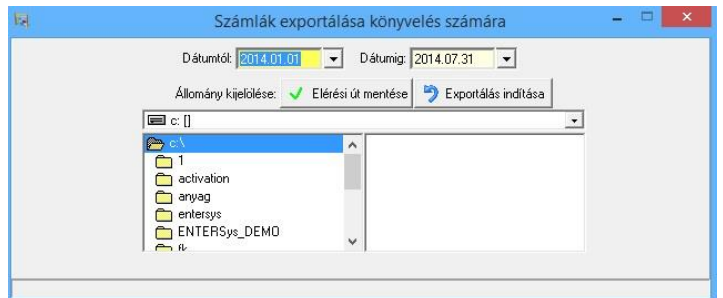 Számlák exportálása könyvelés számára
Dátumtól: 2014.01.01 Dátumig: 2014.07.31
Állomány kijelölése: Elérési út mentése Exportálás indítása
c: []
c:\
1
activation
anyag
entersys
ENTERSys_DEMO
fk